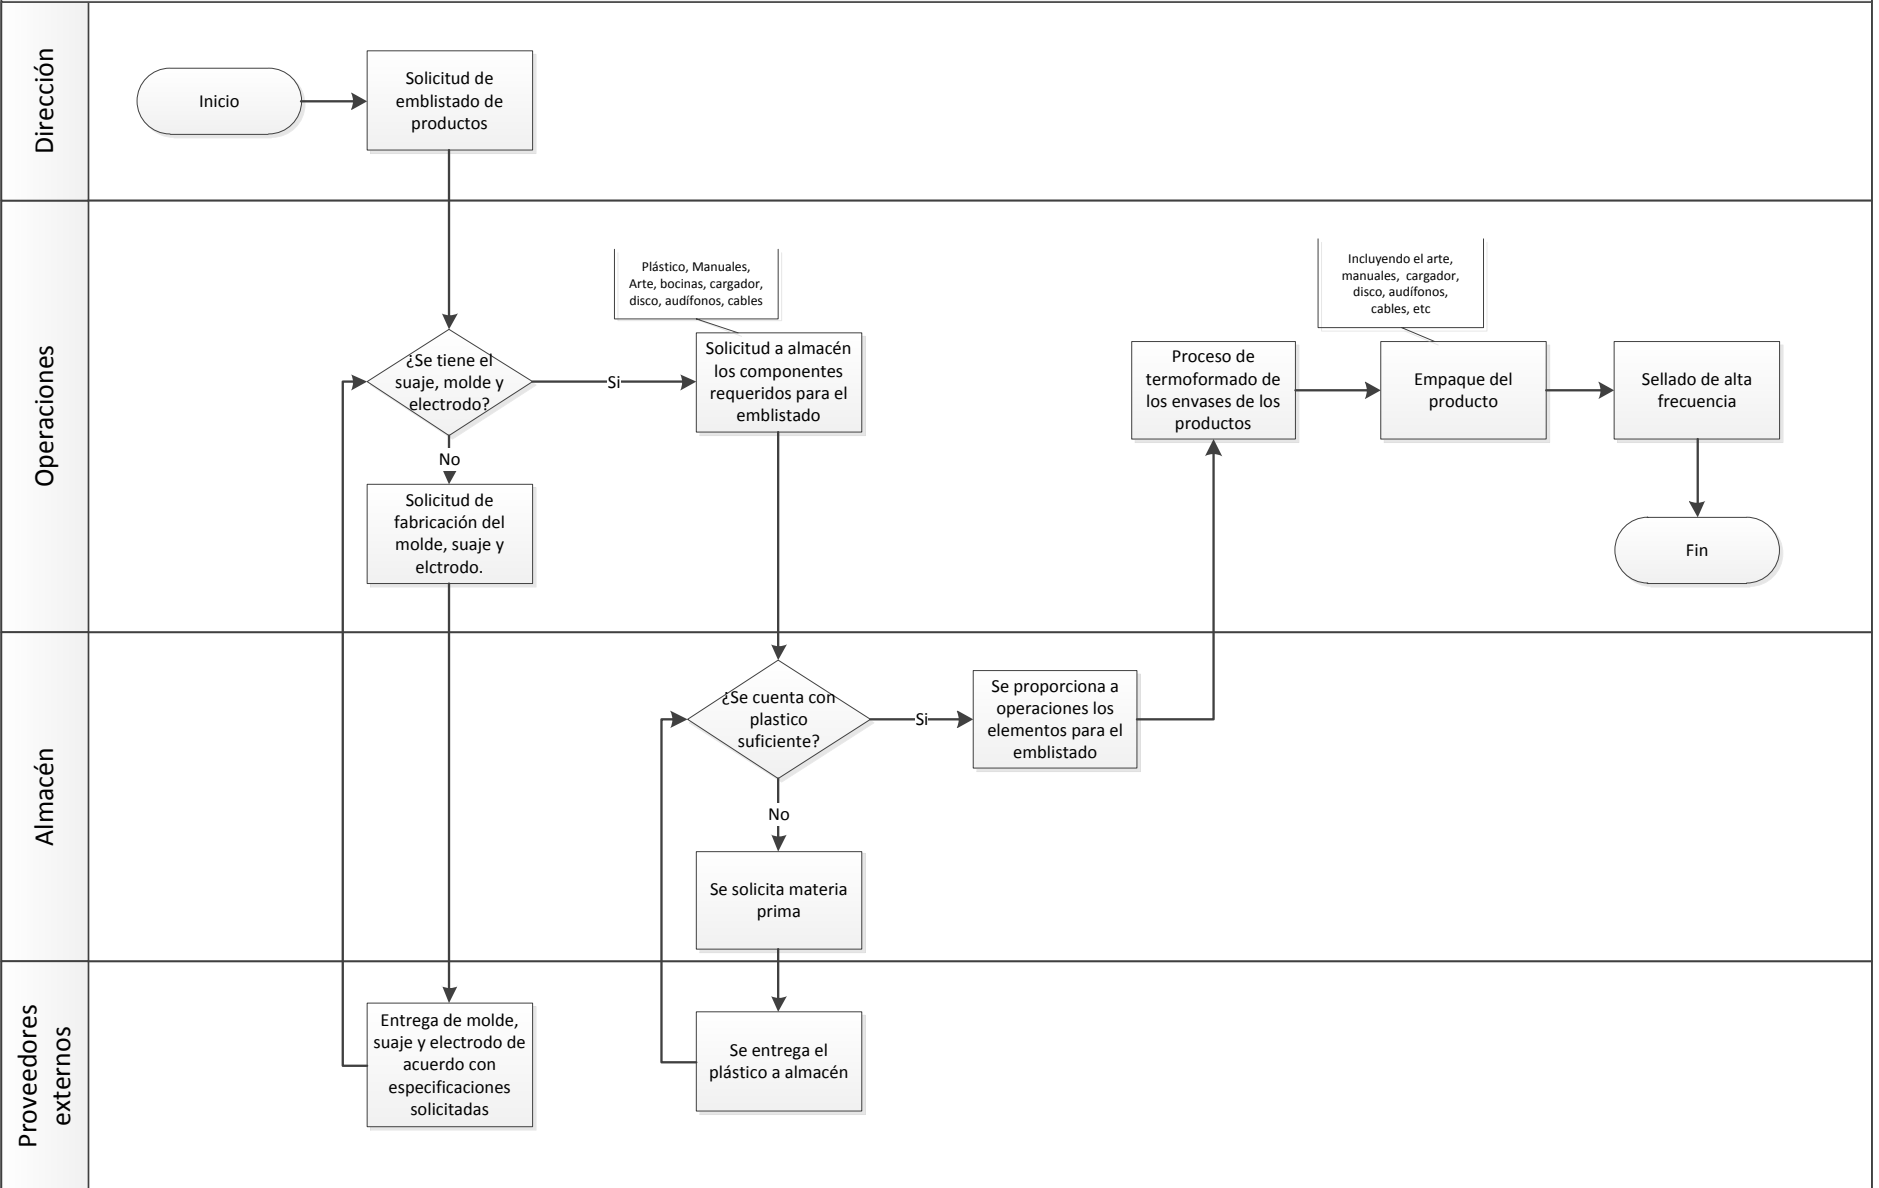 Dirección
Inicio
Solicitud de
emblistado de
productos
Operaciones
¿Se tiene el
suaje, molde y
electrodo?
Si
No
Solicitud de
fabricación del
molde, suaje y
elctrodo.
Plástico, Manuales,
Arte, bocinas, cargador,
disco, audífonos, cables
Solicitud a almacén
los componentes
requeridos para el
emblistado
Proceso de
termoformado de
los envases de los
productos
Incluyendo el arte,
manuales, cargador,
disco, audífonos,
cables, etc
Empaque del
producto
Sellado de alta
frecuencia
Fin
Almacén
¿Se cuenta con
plastico
suficiente?
Si
Se proporciona a
operaciones los
elementos para el
emblistado
No
Se solicita materia
prima
Proveedores
externos
Entrega de molde,
suaje y electrodo de
acuerdo con
especificaciones
solicitadas
Se entrega el
plástico a almacén